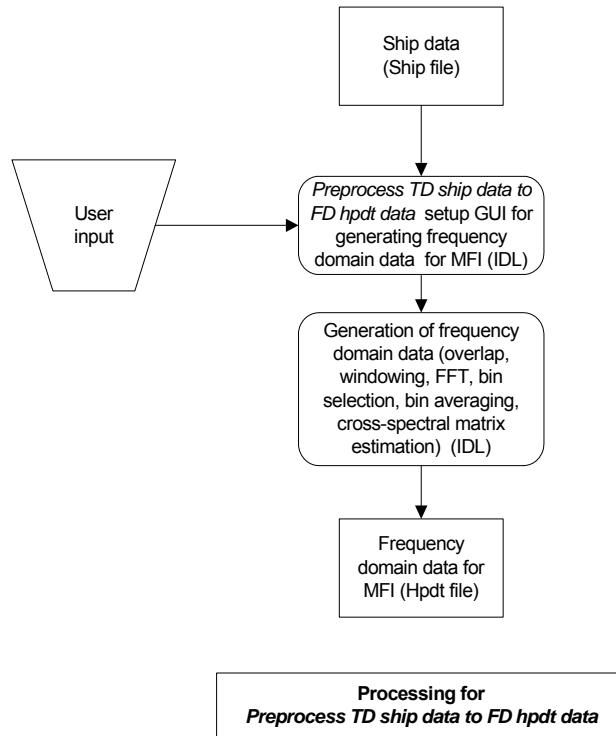 Ship data
(Ship file)
User
input
Preprocess TD ship data to
FD hpdt data setup GUI for
generating frequency
domain data for MFI (IDL)
Generation of frequency
domain data (overlap,
windowing, FFT, bin
selection, bin averaging,
cross-spectral matrix
estimation) (IDL)
Frequency
domain data for
MFI (Hpdt file)
Processing for
Preprocess TD ship data to FD hpdt data